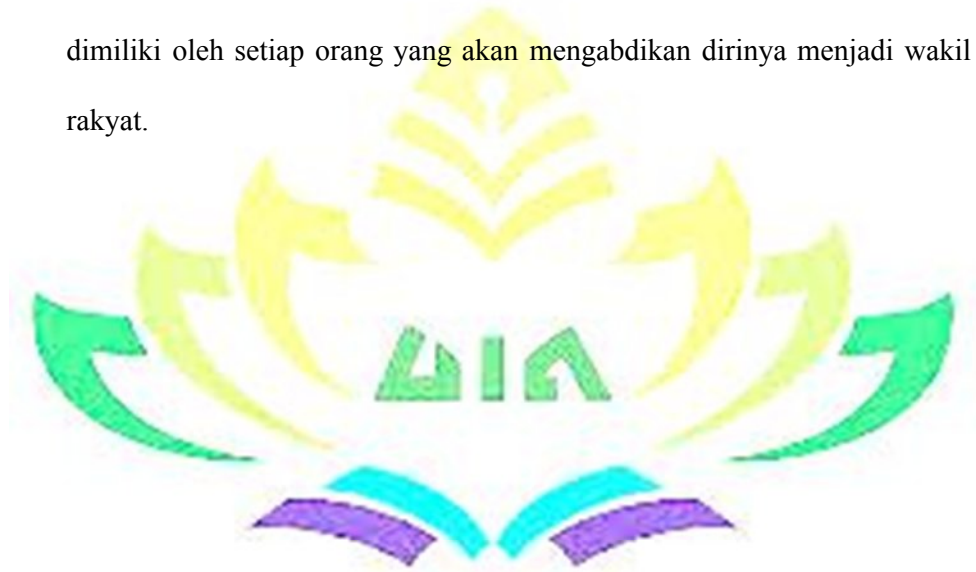 dimiliki oleh setiap orang yang akan mengabdikan dirinya menjadi wakil
rakyat.
UIN